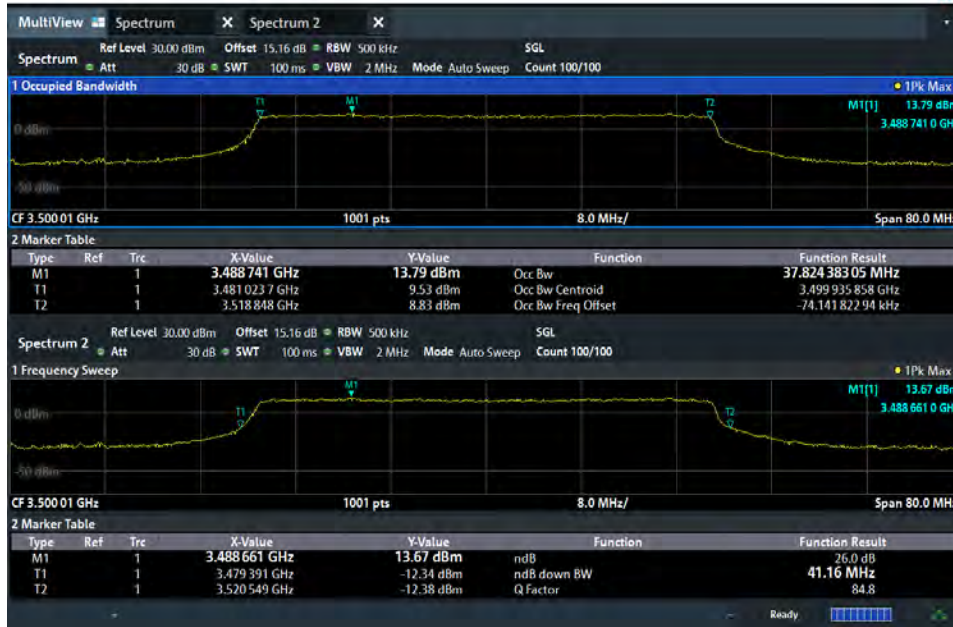 MultiView Spectrum X Spectrum 2 X
Ref Level 30.00 dBm Offset 15.16 dB RBW 500 kHz SGL
Spectrum Att 30 dB SWT 100 ms VBW 2 MHz Mode Auto Sweep Count 100/100
1 Occupied Bandwidth 1Pk Max
T1 M1 T2 M1[1] 13.79 dBm
0 dBm 3.488 741 0 GH
-50 dBm
CF 3.500 01 GHz 1001 pts 8.0 MHz/ Span 80.0 MH
2 Marker Table
Type Ref Trc X-Value Y-Value Function Function Result
M1 1 3.488 741 GHz 13.79 dBm Occ Bw 37.824 383 05 MHz
T1 1 3.481 023 7 GHz 9.53 dBm Occ Bw Centroid 3.499 935 858 GHz
T2 1 3.518 848 GHz 8.83 dBm Occ Bw Freq Offset -74.141 822 94 kHz
Ref Level 30.00 dBm Offset 15.16 dB RBW 500 kHz SGL
Spectrum 2 Att 30 dB SWT 100 ms VBW 2 MHz Mode Auto Sweep Count 100/100
1 Frequency Sweep 1Pk Max
M1 M1[1] 13.67 dBm
0 dBm T1 T2 3.488 661 0 GH
-50 dBm
CF 3.500 01 GHz 1001 pts 8.0 MHz/ Span 80.0 MH
2 Marker Table
Type Ref Trc X-Value Y-Value Function Function Result
M1 1 3.488 661 GHz 13.67 dBm ndB 26.0 dB
T1 1 3.479 391 GHz -12.34 dBm ndB down BW 41.16 MHz
T2 1 3.520 549 GHz -12.38 dBm Q Factor 84.8
Ready